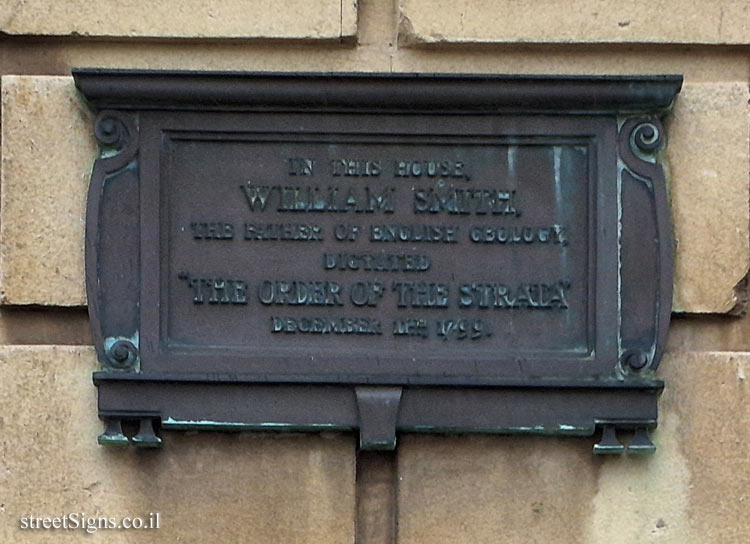 IN THIS HOUSE,
WILLIAM SMITH,
THE FATHER OF ENGLISH GEOLOGY,
DICTATED
"THE ORDER OF THE STRATA"
DECEMBER 11TH, 1799.
streetSigns.co.il